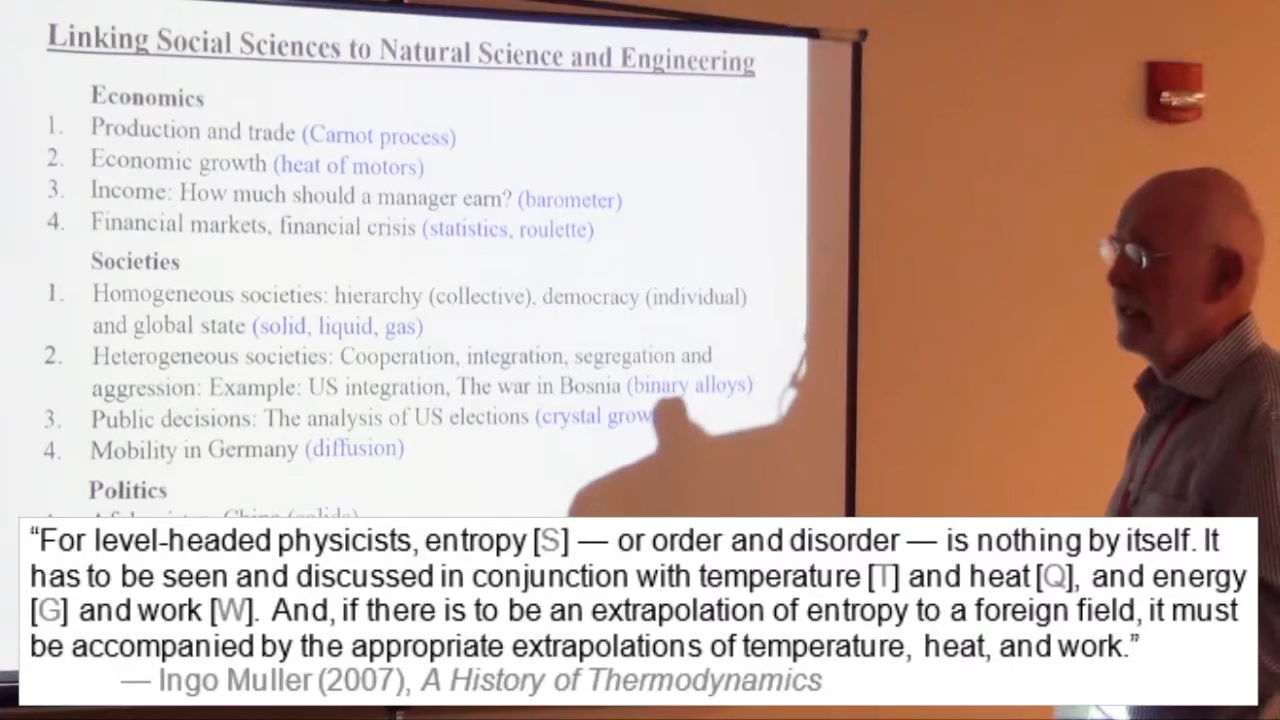 Linking Social Sciences to Natural Science and Engineering
Economics
1. Production and trade (Carnot process)
2. Economic growth (heat of motors)
3. Income: How much should a manager earn? (barometer)
4. Financial markets, financial crisis (statistics, roulette)
Societies
1. Homogeneous societies: hierarchy (collective), democracy (individual)
and global state (solid, liquid, gas)
2. Heterogeneous societies: Cooperation, integration, segregation and
aggression: Example: US integration, The war in Bosnia (binary alloys)
3. Public decisions: The analysis of US elections (crystal grow
4. Mobility in Germany (diffusion)
Politics
“For level-headed physicists, entropy [S] — or order and disorder — is nothing by itself. It
has to be seen and discussed in conjunction with temperature [T] and heat [Q], and energy
[G] and work [W]. And, if there is to be an extrapolation of entropy to a foreign field, it must
be accompanied by the appropriate extrapolations of temperature, heat, and work.”
— Ingo Muller (2007), A History of Thermodynamics